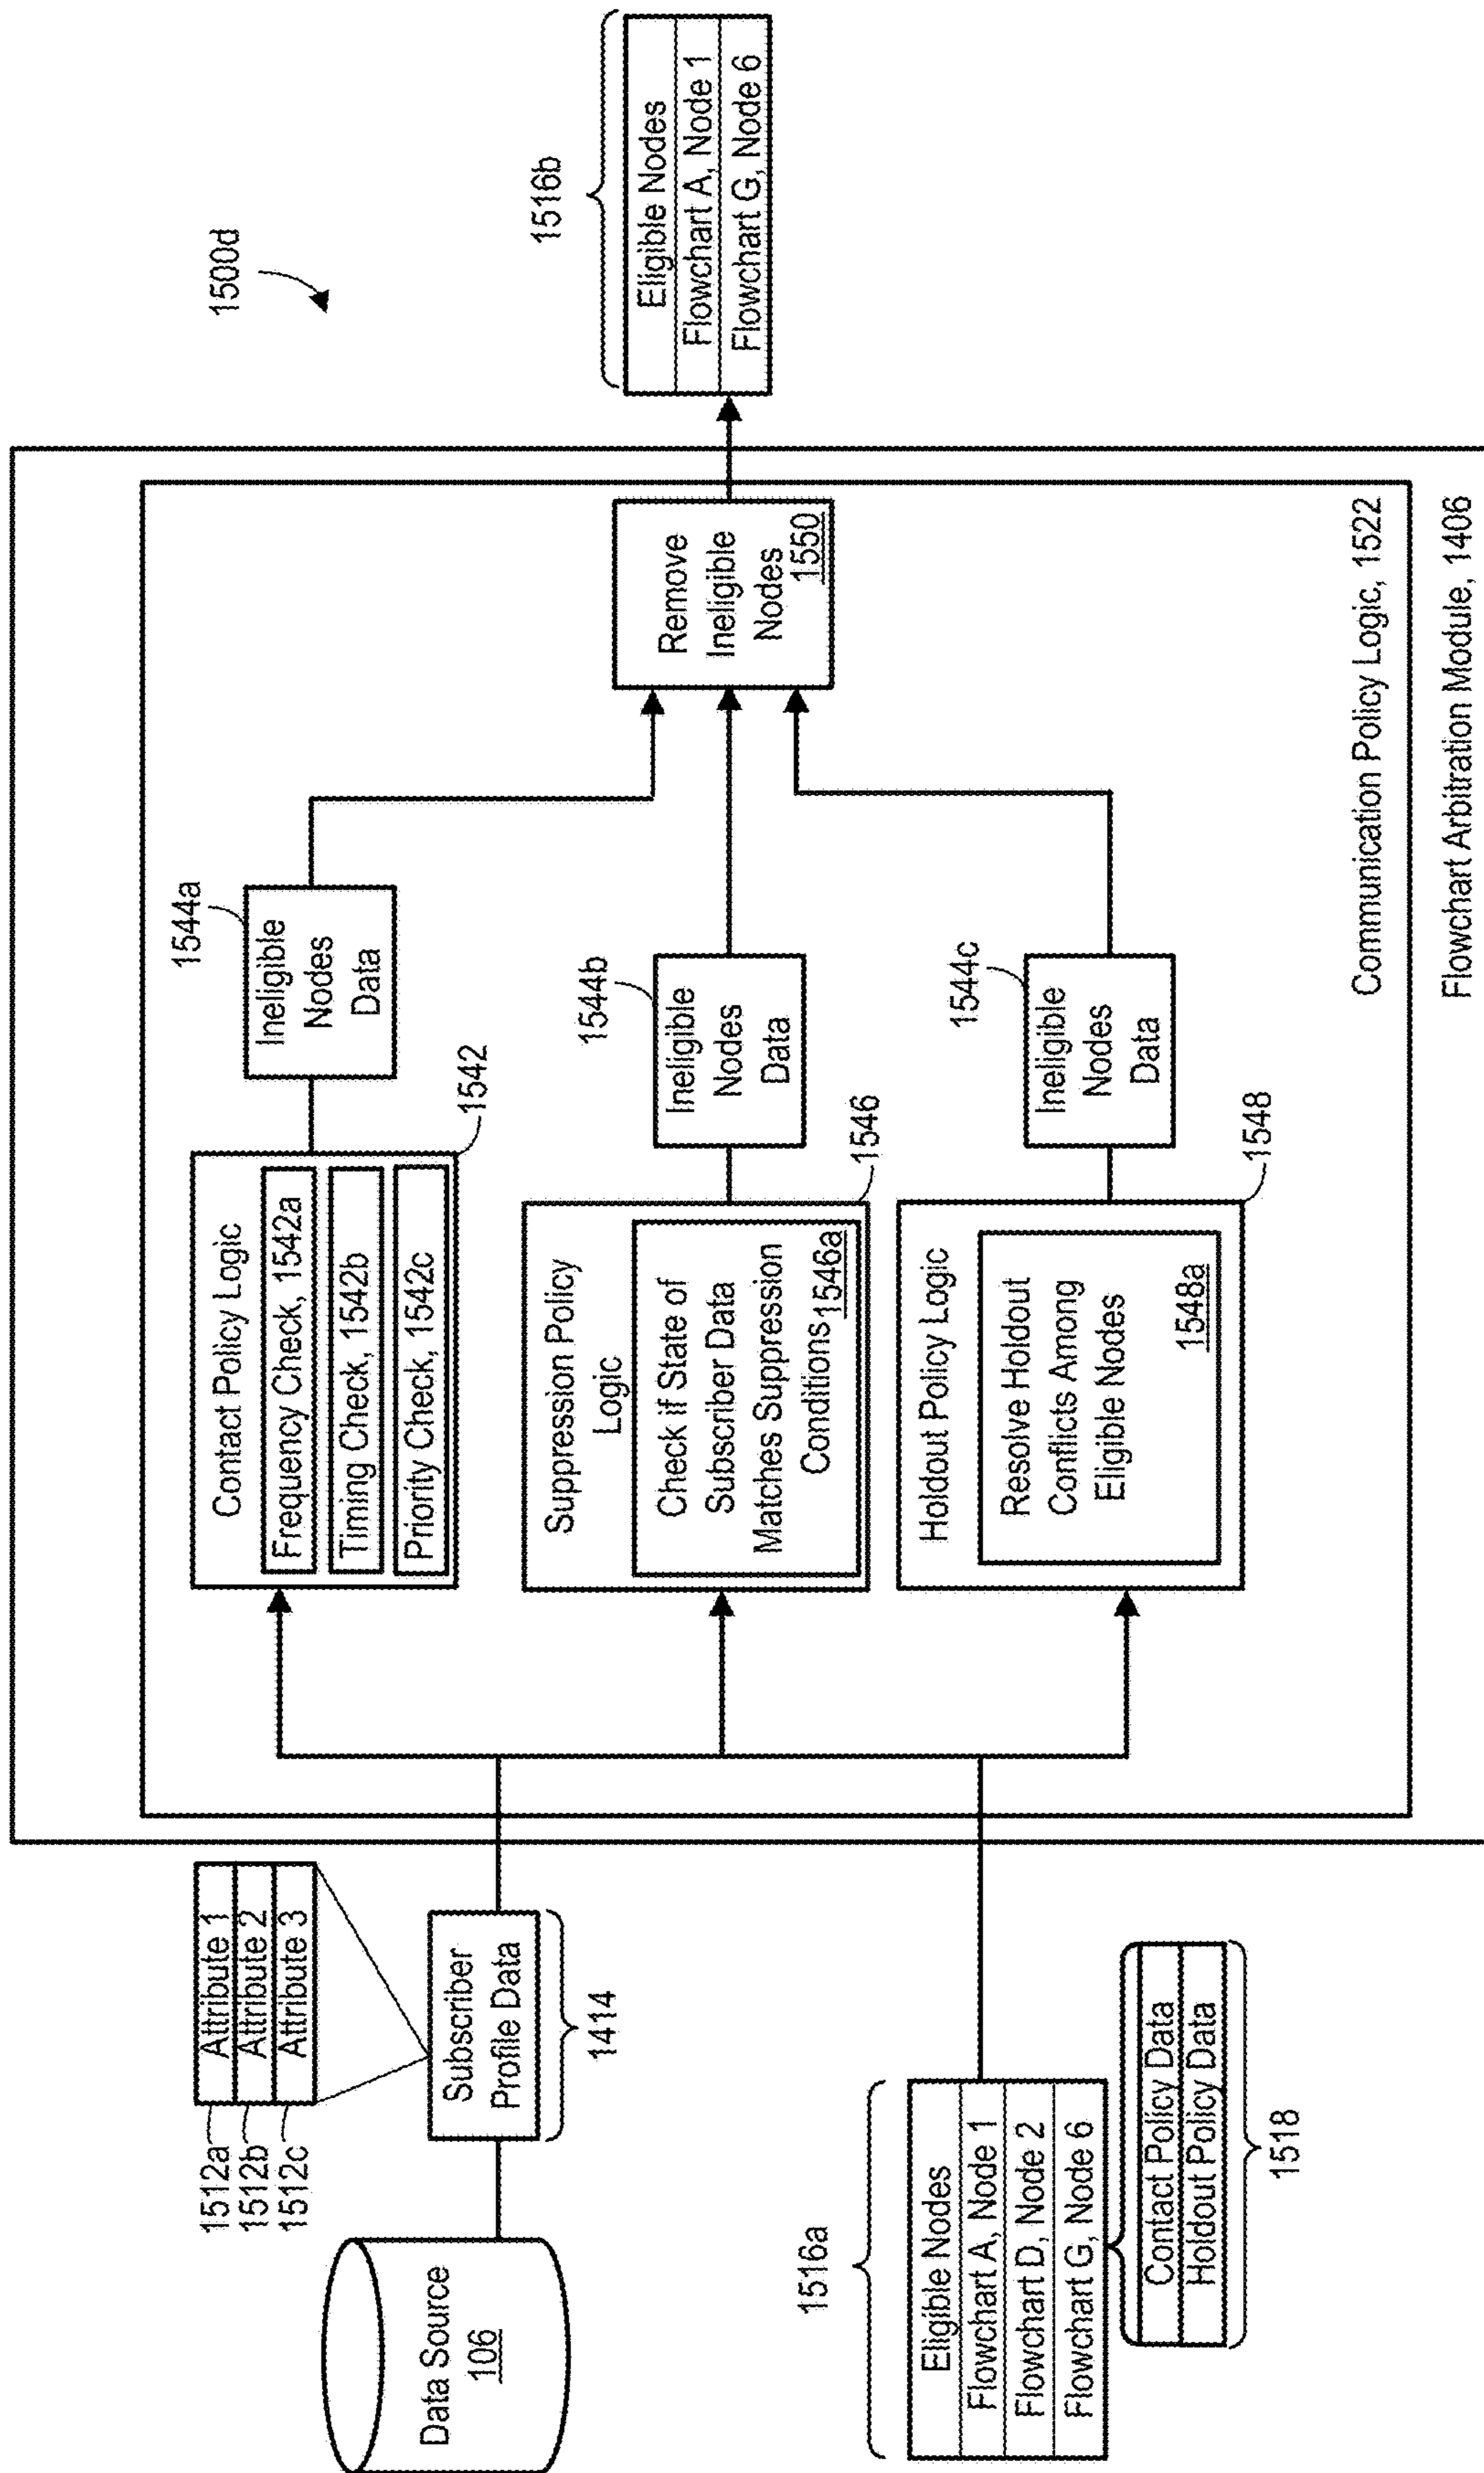 1500d
1512a
1512b
1512c
Attribute 1
Attribute 2
Attribute 3
Data Source
106
Subscriber
Profile Data
1414
1516a
Eligible Nodes
Flowchart A, Node 1
Flowchart D, Node 2
Flowchart G, Node 6
Contact Policy Data
Holdout Policy Data
1518
Contact Policy Logic
Frequency Check, 1542a
Timing Check, 1542b
Priority Check, 1542c
1542
Suppression Policy
Logic
Check if State of
Subscriber Data
Matches Suppression
Conditions
1546a
1546
Holdout Policy Logic
Resolve Holdout
Conflicts Among
Eligible Nodes
1548a
1548
1544a
Ineligible
Nodes
Data
1544b
Ineligible
Nodes
Data
1544c
Ineligible
Nodes
Data
Remove
Ineligible
Nodes
1550
1516b
Eligible Nodes
Flowchart A, Node 1
Flowchart G, Node 6
Communication Policy Logic, 1522
Flowchart Arbitration Module, 1406